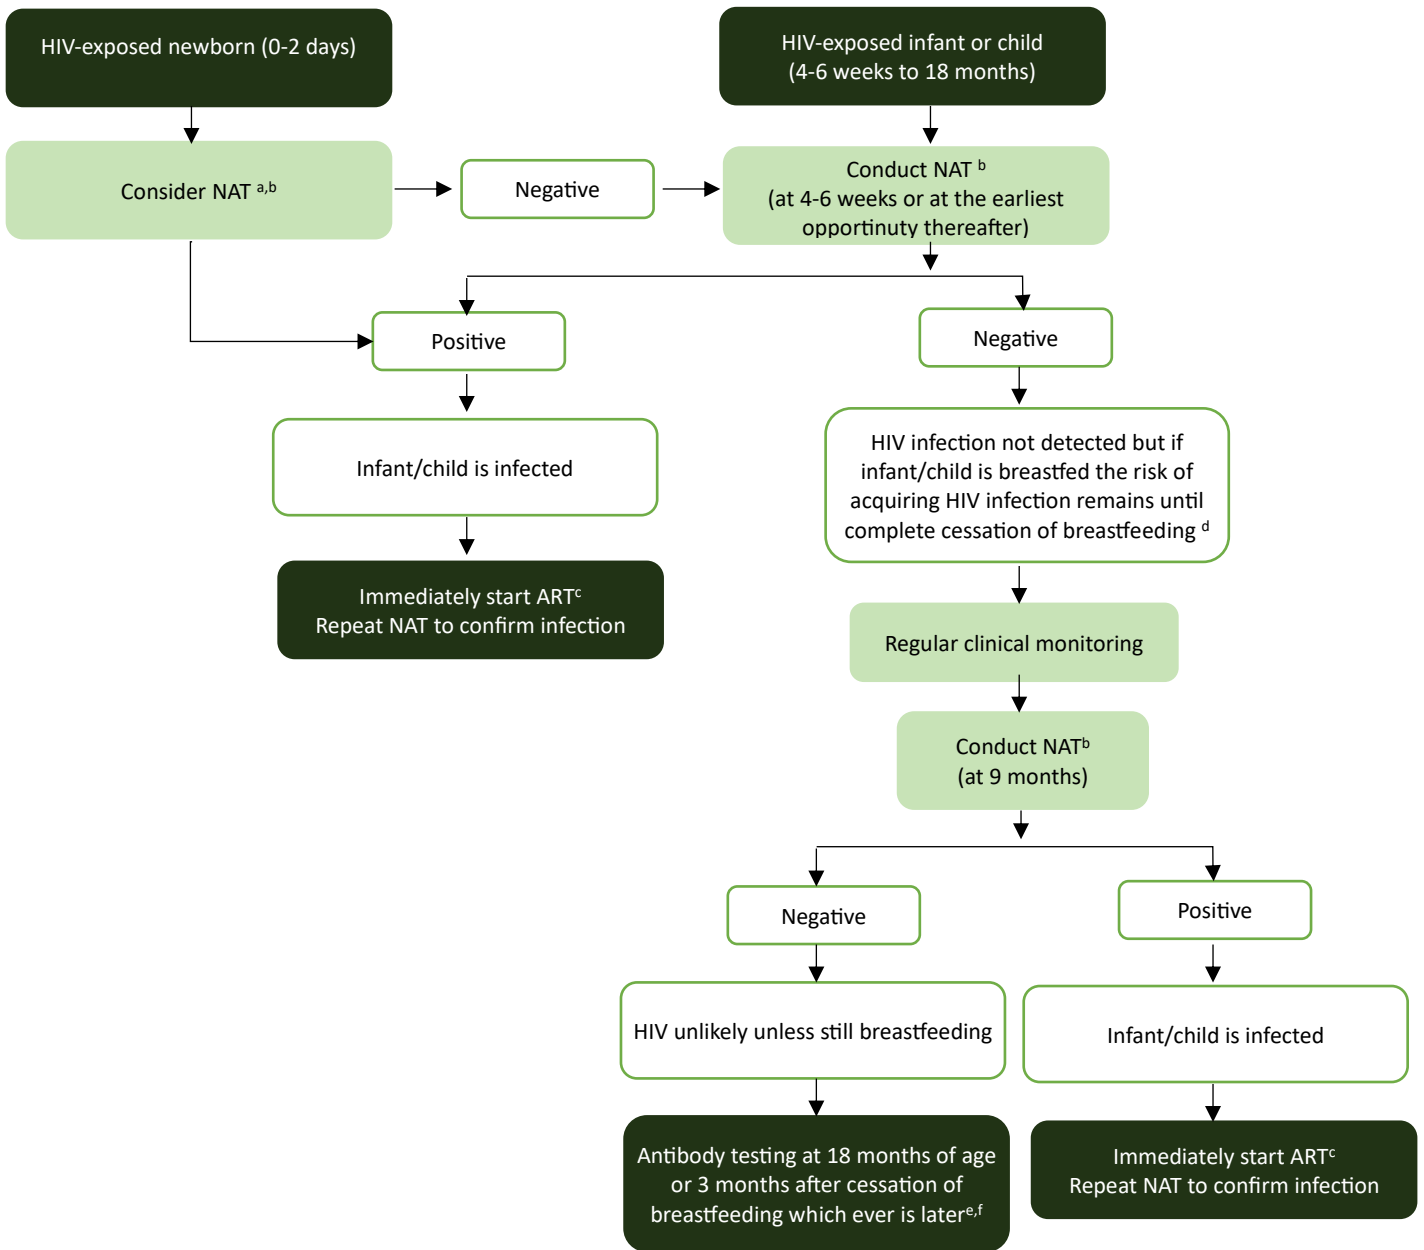 HIV-exposed newborn (0-2 days)
HIV-exposed infant or child
(4-6 weeks to 18 months)
Consider NAT a,b
Negative
Conduct NAT b
(at 4-6 weeks or at the earliest
opportinuty thereafter)
Positive
Negative
Infant/child is infected
HIV infection not detected but if
infant/child is breastfed the risk of
acquiring HIV infection remains until
complete cessation of breastfeeding d
Immediately start ARTc
Repeat NAT to confirm infection
Regular clinical monitoring
Conduct NATb
(at 9 months)
Negative
Positive
HIV unlikely unless still breastfeeding
Infant/child is infected
Antibody testing at 18 months of age
or 3 months after cessation of
breastfeeding which ever is latere,f
Immediately start ARTc
Repeat NAT to confirm infection